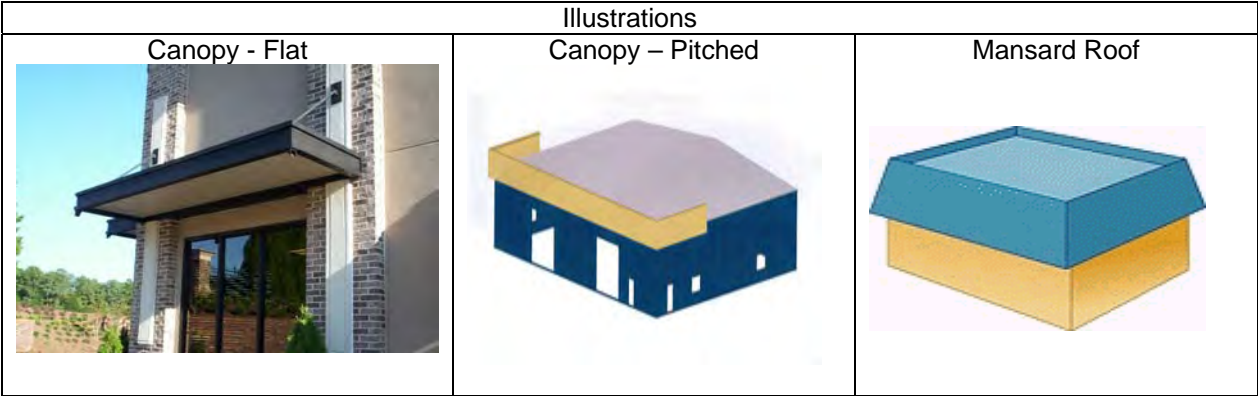 Illustrations
Canopy - Flat
Canopy – Pitched
Mansard Roof